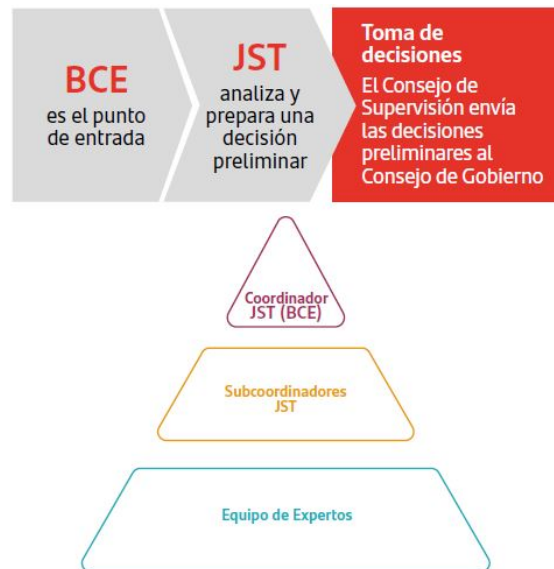 BCE
es el punto
de entrada
JST
analiza y
prepara una
decisión
preliminar
Toma de
decisiones
El Consejo de
Supervisión envía
las decisiones
preliminares al
Consejo de Gobierno
Coordinador
JST (BCE)
Subcoordinadores
JST
Equipo de Expertos